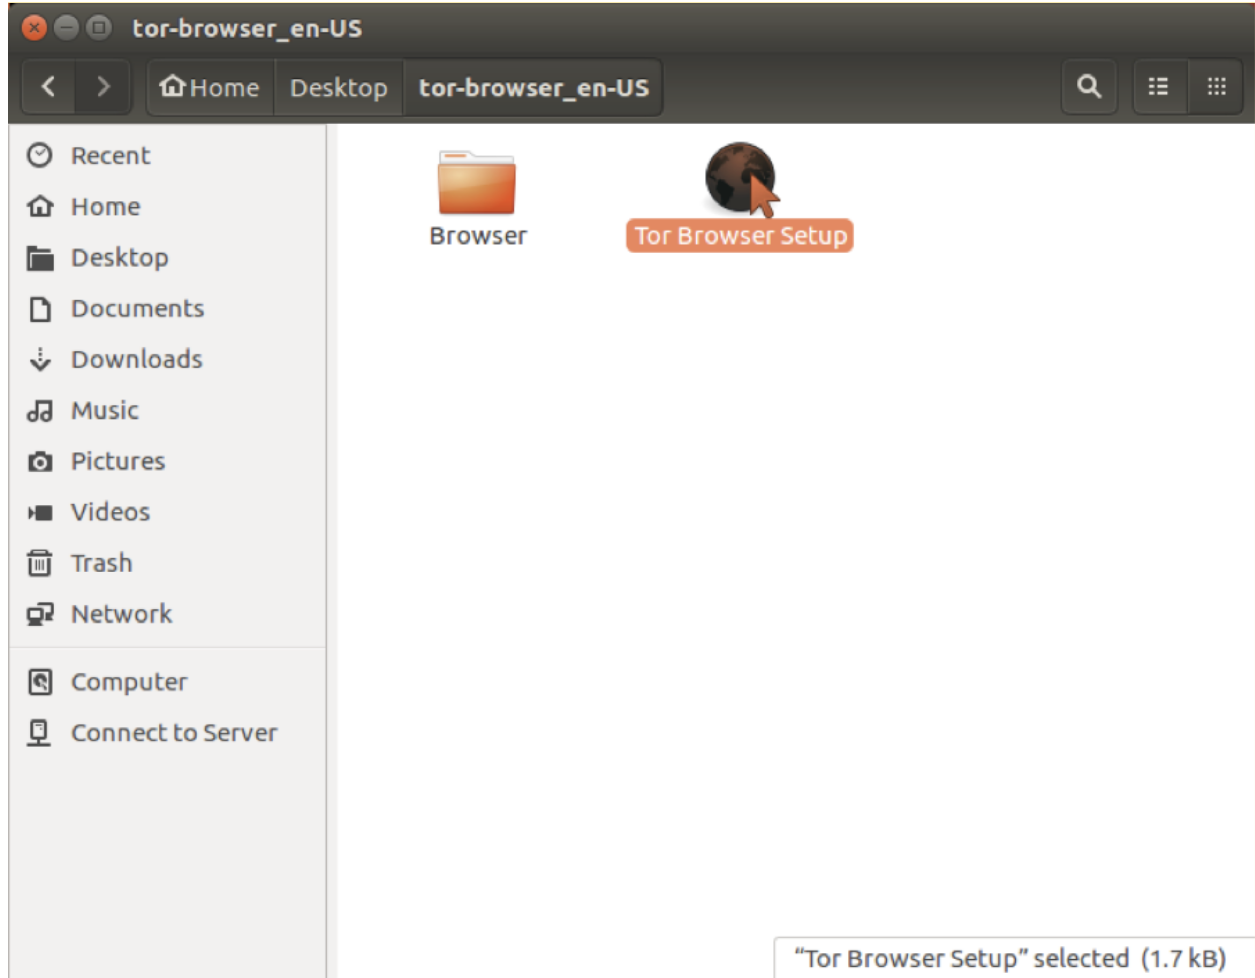 tor-browser_en-US
Home Desktop tor-browser_en-US
Recent
Home
Desktop
Documents
Downloads
Music
Pictures
Videos
Trash
Network
Computer
Connect to Server
Browser
Tor Browser Setup
“Tor Browser Setup” selected (1.7 kB)